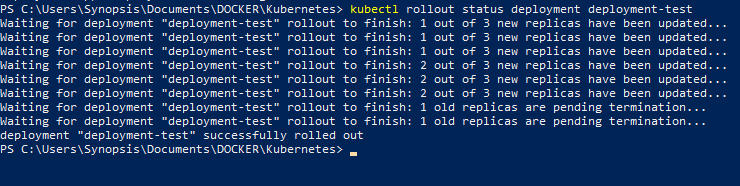 PS C:\Users\Synopsis\Documents\DOCKER\Kubernetes> kubectl rollout status deployment deployment-test
Waiting for deployment "deployment-test" rollout to finish: 1 out of 3 new replicas have been updated...
Waiting for deployment "deployment-test" rollout to finish: 1 out of 3 new replicas have been updated...
Waiting for deployment "deployment-test" rollout to finish: 1 out of 3 new replicas have been updated...
Waiting for deployment "deployment-test" rollout to finish: 2 out of 3 new replicas have been updated...
Waiting for deployment "deployment-test" rollout to finish: 2 out of 3 new replicas have been updated...
Waiting for deployment "deployment-test" rollout to finish: 2 out of 3 new replicas have been updated...
Waiting for deployment "deployment-test" rollout to finish: 1 old replicas are pending termination...
Waiting for deployment "deployment-test" rollout to finish: 1 old replicas are pending termination...
deployment "deployment-test" successfully rolled out
PS C:\Users\Synopsis\Documents\DOCKER\Kubernetes>